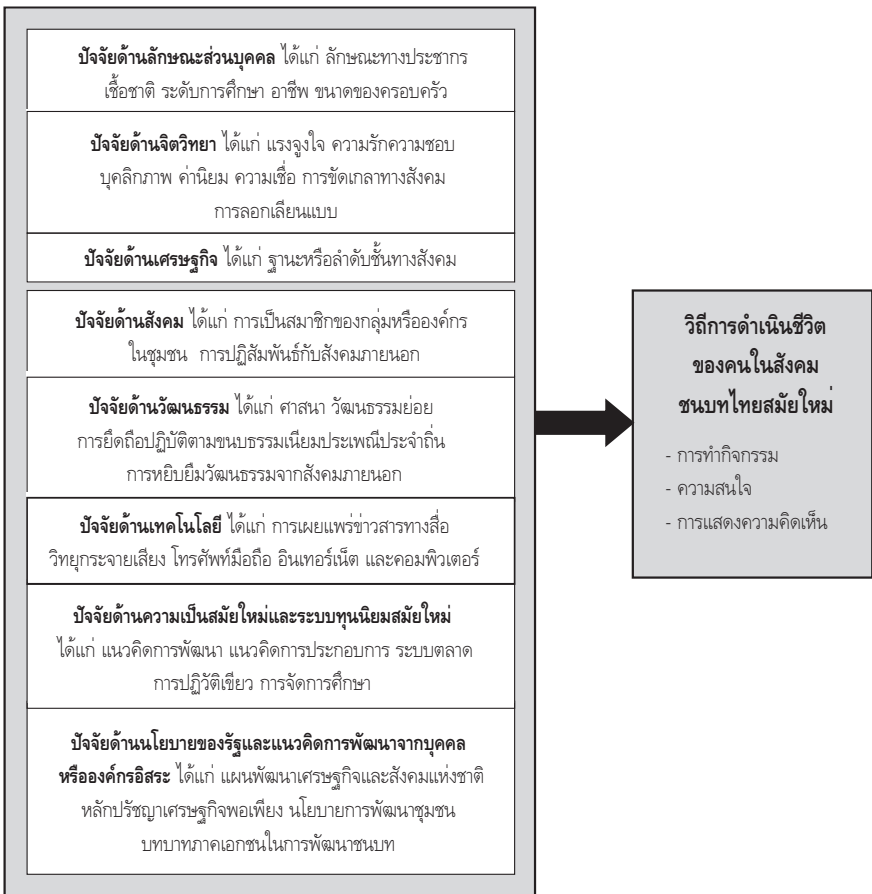 ปัจจัยด้านลักษณะส่วนบุคคล ได้แก่ ลักษณะทางประชากร
เชื้อชาติ ระดับการศึกษา อาชีพ ขนาดของครอบครัว
ปัจจัยด้านจิตวิทยา ได้แก่ แรงจูงใจ ความรักความชอบ
บุคลิกภาพ ค่านิยม ความเชื่อ การขัดเกลาทางสังคม
การลอกเลียนแบบ
ปัจจัยด้านเศรษฐกิจ ได้แก่ ฐานะหรือลำดับชั้นทางสังคม
ปัจจัยด้านสังคม ได้แก่ การเป็นสมาชิกของกลุ่มหรือองค์กร
ในชุมชน การปฏิสัมพันธ์กับสังคมภายนอก
ปัจจัยด้านวัฒนธรรม ได้แก่ ศาสนา วัฒนธรรมย่อย
การยึดถือปฏิบัติตามขนบธรรมเนียมประเพณีประจำถิ่น
การหยิบยืมวัฒนธรรมจากสังคมภายนอก
ปัจจัยด้านเทคโนโลยี ได้แก่ การเผยแพร่ข่าวสารทางสื่อ
วิทยุกระจายเสียง โทรศัพท์มือถือ อินเทอร์เน็ต และคอมพิวเตอร์
ปัจจัยด้านความเป็นสมัยใหม่และระบบทุนนิยมสมัยใหม่
ได้แก่ แนวคิดการพัฒนา แนวคิดการประกอบการ ระบบตลาด
การปฏิวัติเขียว การจัดการศึกษา
ปัจจัยด้านนโยบายของรัฐและแนวคิดการพัฒนาจากบุคคล
หรือองค์กรอิสระ ได้แก่ แผนพัฒนาเศรษฐกิจและสังคมแห่งชาติ
หลักปรัชญาเศรษฐกิจพอเพียง นโยบายการพัฒนาชุมชน
บทบาทภาคเอกชนในการพัฒนาชนบท
วิถีการดำเนินชีวิต
ของคนในสังคม
ชนบทไทยสมัยใหม่
- การทำกิจกรรม
- ความสนใจ
- การแสดงความคิดเห็น